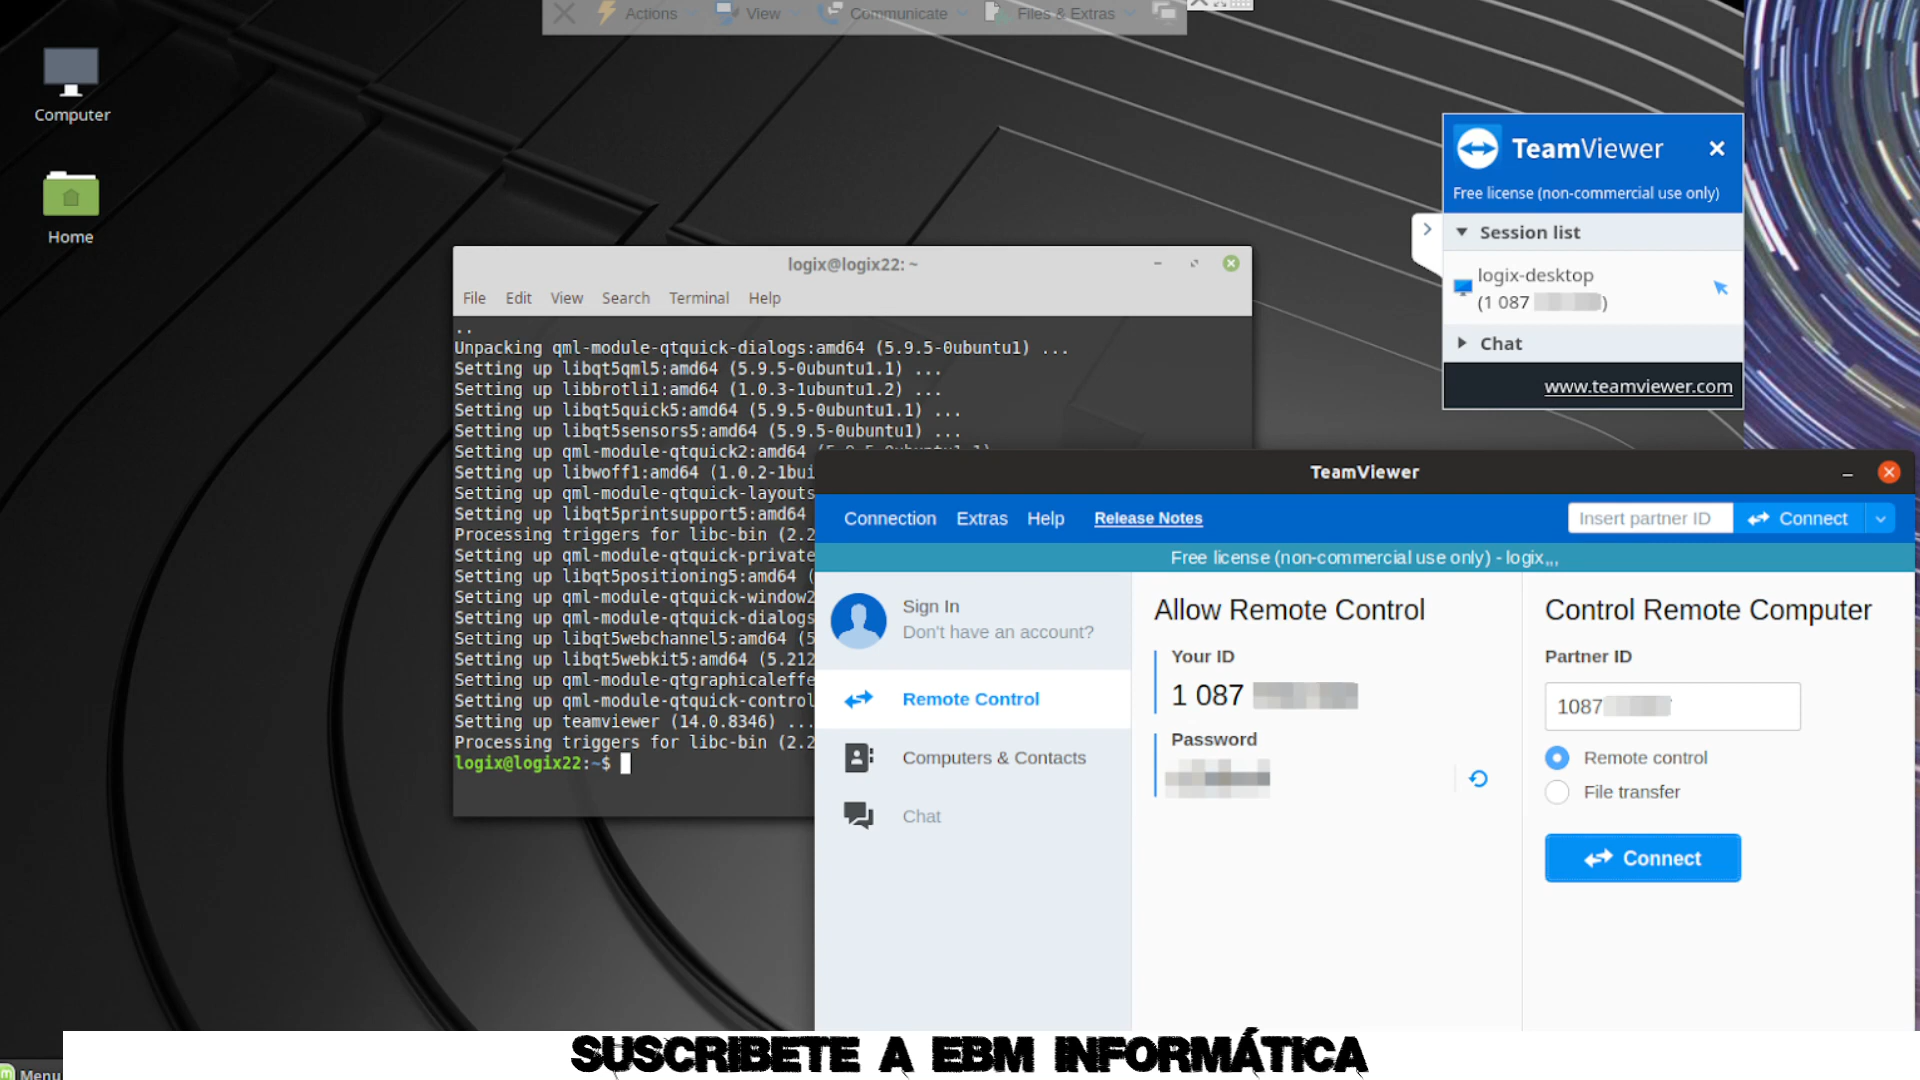 Actions
View
Communicate
Files & Extras
Computer
Home
TeamViewer
Free license (non-commercial use only)
Session list
logix-desktop
(1 087 )
Chat
www.teamviewer.com
logix@logix22: ~
File Edit View Search Terminal Help
..
Unpacking qml-module-qtquick-dialogs:amd64 (5.9.5-0ubuntu1) ...
Setting up libqt5qml5:amd64 (5.9.5-0ubuntu1.1) ...
Setting up libbrotli1:amd64 (1.0.3-1ubuntu1.2) ...
Setting up libqt5quick5:amd64 (5.9.5-0ubuntu1.1) ...
Setting up libqt5sensors5:amd64 (5.9.5-0ubuntu1) ...
Setting up qml-module-qtquick2:amd64
Setting up libwoff1:amd64 (1.0.2-1bui
Setting up qml-module-qtquick-layouts
Setting up libqt5printsupport5:amd64
Processing triggers for libc-bin (2.2
Setting up qml-module-qtquick-private
Setting up libqt5positioning5:amd64 (
Setting up qml-module-qtquick-window2
Setting up qml-module-qtquick-dialogs
Setting up libqt5webchannel5:amd64 (5
Setting up libqt5webkit5:amd64 (5.212
Setting up qml-module-qtgraphicaleffe
Setting up qml-module-qtquick-control
Setting up teamviewer (14.0.8346) ...
Processing triggers for libc-bin (2.2
logix@logix22:~$
TeamViewer
Connection Extras Help Release Notes
Insert partner ID
Connect
Free license (non-commercial use only) - logix,,,
Sign In
Don't have an account?
Remote Control
Computers & Contacts
Chat
Allow Remote Control
Your ID
1 087
Password
Control Remote Computer
Partner ID
1087
Remote control
File transfer
Connect
SUSCRIBETE A EBM INFORMÁTICA
Menu